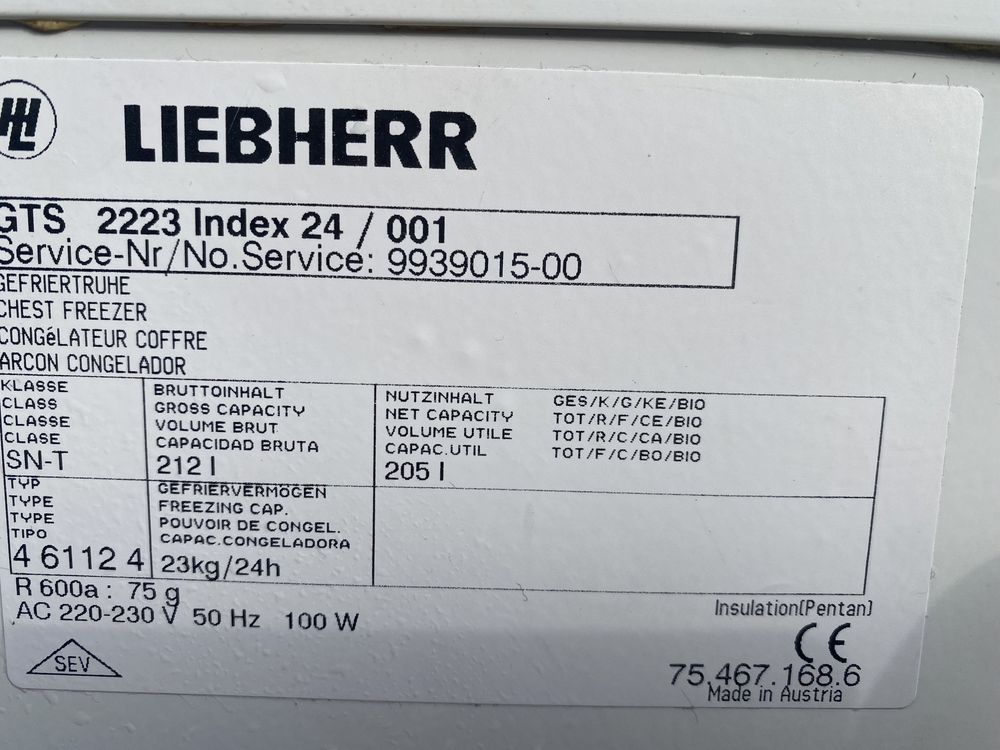 LIEBHERR
GTS 2223 Index 24 / 001
Service-Nr/No.Service: 9939015-00
GEFRIERTRUHE
CHEST FREEZER
CONGéLATEUR COFFRE
ARCON CONGELADOR
KLASSE
CLASS
CLASSE
CLASE
SN-T
BRUTTOINHALT
GROSS CAPACITY
VOLUME BRUT
CAPACIDAD BRUTA
212 l
NUTZINHALT
NET CAPACITY
VOLUME UTILE
CAPAC.UTIL
205 l
GES/K/G/KE/BIO
TOT/R/F/CE/BIO
TOT/R/C/CA/BIO
TOT/F/C/BO/BIO
TYP
TYPE
TYPE
TIPO
4 6112 4
GEFRIERVERMÖGEN
FREEZING CAP.
POUVOIR DE CONGEL.
CAPAC.CONGELADORA
23kg/24h
R 600a : 75 g
AC 220-230 V 50 Hz 100 W
SEV
Insulation(Pentan)
CE
75.467.168.6
Made in Austria